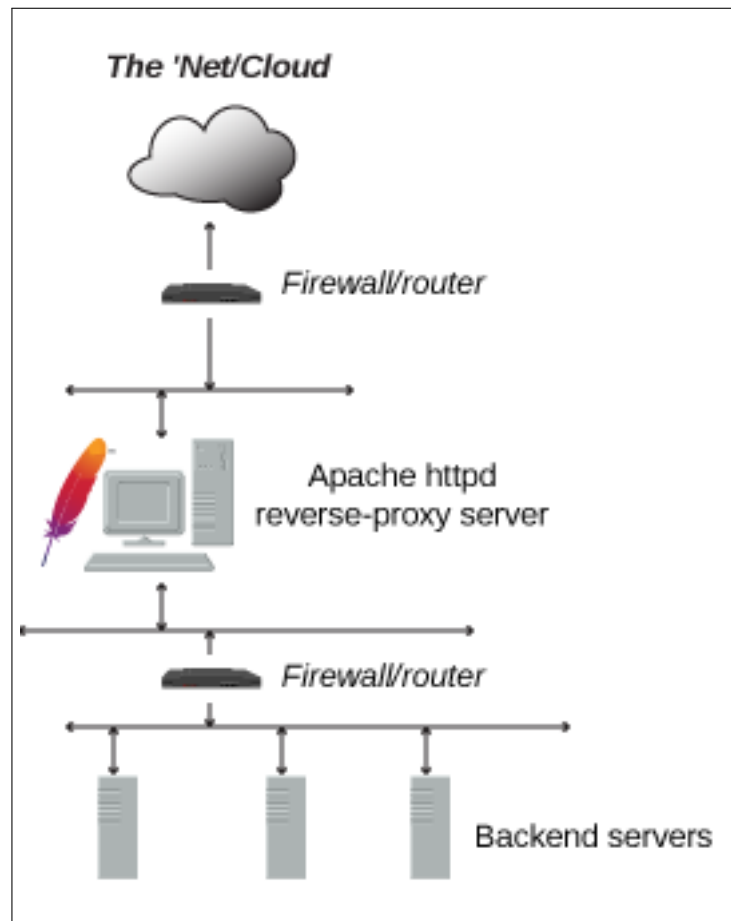 The 'Net/Cloud
Firewall/router
Apache httpd
reverse-proxy server
Firewall/router
Backend servers